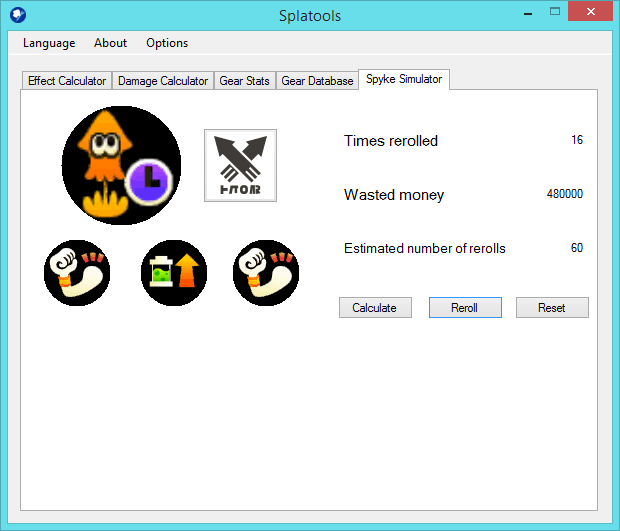 Splatools
Language About Options
Effect Calculator Damage Calculator Gear Stats Gear Database Spyke Simulator
Times rerolled 16
Wasted money 480000
Estimated number of rerolls 60
Calculate Reroll Reset